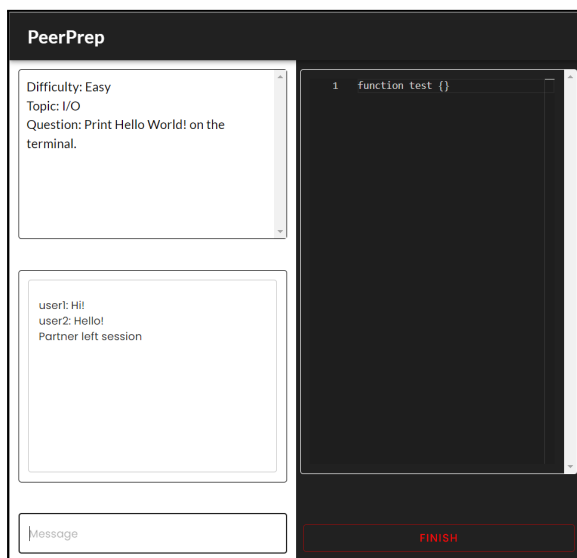 PeerPrep
Difficulty: Easy
Topic: I/O
Question: Print Hello World! on the
terminal.
user1: Hi!
user2: Hello!
Partner left session
Message
1 function test {}
FINISH